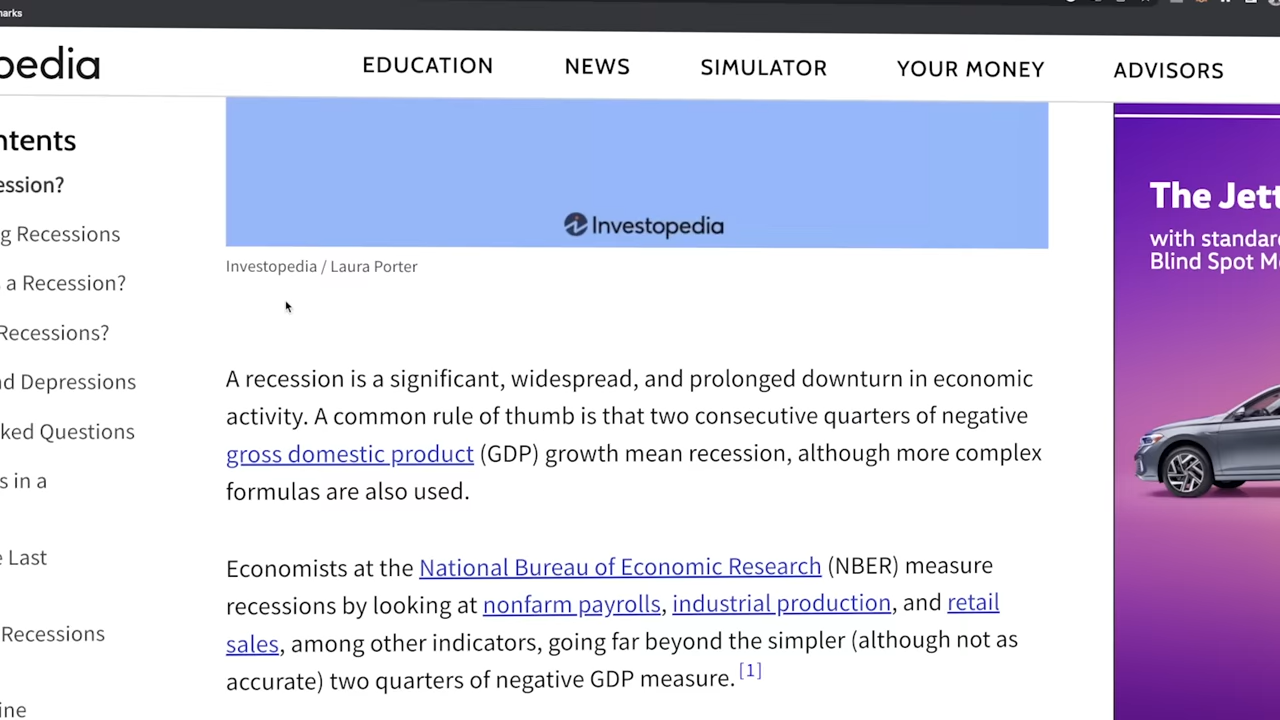 marks
pedia
EDUCATION
NEWS
SIMULATOR
YOUR MONEY
ADVISORS
ntents
ession?
g Recessions
a Recession?
Recessions?
nd Depressions
ked Questions
s in a
Last
Recessions
ine
Investopedia
Investopedia / Laura Porter
A recession is a significant, widespread, and prolonged downturn in economic
activity. A common rule of thumb is that two consecutive quarters of negative
gross domestic product (GDP) growth mean recession, although more complex
formulas are also used.
Economists at the National Bureau of Economic Research (NBER) measure
recessions by looking at nonfarm payrolls, industrial production, and retail
sales, among other indicators, going far beyond the simpler (although not as
accurate) two quarters of negative GDP measure. [1]
The Jett
with standar
Blind Spot M